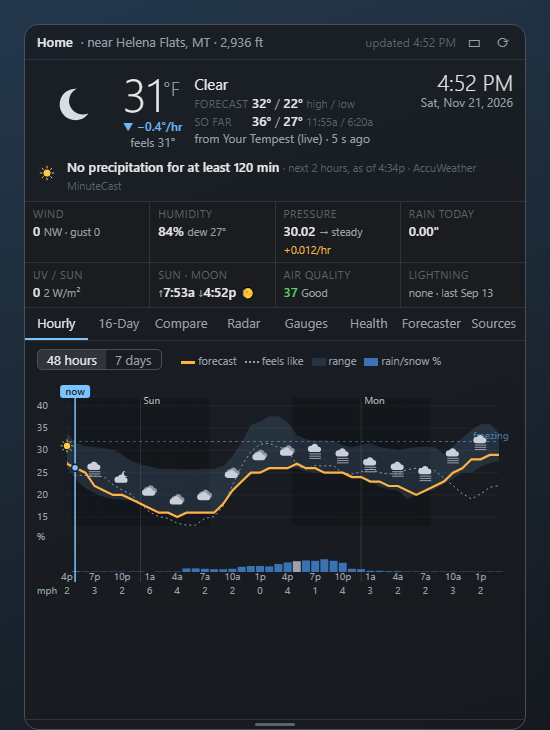 Home · near Helena Flats, MT · 2,936 ft
updated 4:52 PM
31°F
▼ −0.4°/hr
feels 31°
Clear
FORECAST 32° / 22° high / low
SO FAR 36° / 27° 11:55a / 6:20a
from Your Tempest (live) · 5 s ago
4:52 PM
Sat, Nov 21, 2026
No precipitation for at least 120 min · next 2 hours, as of 4:34p · AccuWeather
MinuteCast
WIND
0 NW · gust 0
HUMIDITY
84% dew 27°
PRESSURE
30.02 → steady
+0.012/hr
RAIN TODAY
0.00"
UV / SUN
0 2 W/m²
SUN · MOON
↑7:53a ↓4:52p
AIR QUALITY
37 Good
LIGHTNING
none · last Sep 13
Hourly 16-Day Compare Radar Gauges Health Forecaster Sources
48 hours 7 days
forecast feels like range rain/snow %
now
Sun
Mon
freezing
40
35
30
25
20
15
%
4p 7p 10p 1a 4a 7a 10a 1p 4p 7p 10p 1a 4a 7a 10a 1p
mph 2 3 2 6 4 2 2 0 4 1 4 3 2 2 3 2